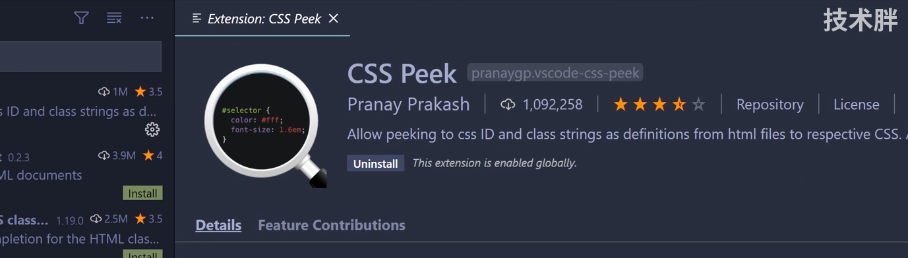 Extension: CSS Peek
技术胖
1M 3.5
s ID and class strings as d...
t 0.2.3 3.9M 4
ML documents
Install
S class... 1.19.0 2.5M 3.5
mpletion for the HTML clas...
Install
#selector {
color: #fff;
font-size: 1.6em;
}
CSS Peek pranaygp.vscode-css-peek
Pranay Prakash 1,092,258 Repository License
Allow peeking to css ID and class strings as definitions from html files to respective CSS. A
Uninstall This extension is enabled globally.
Details Feature Contributions